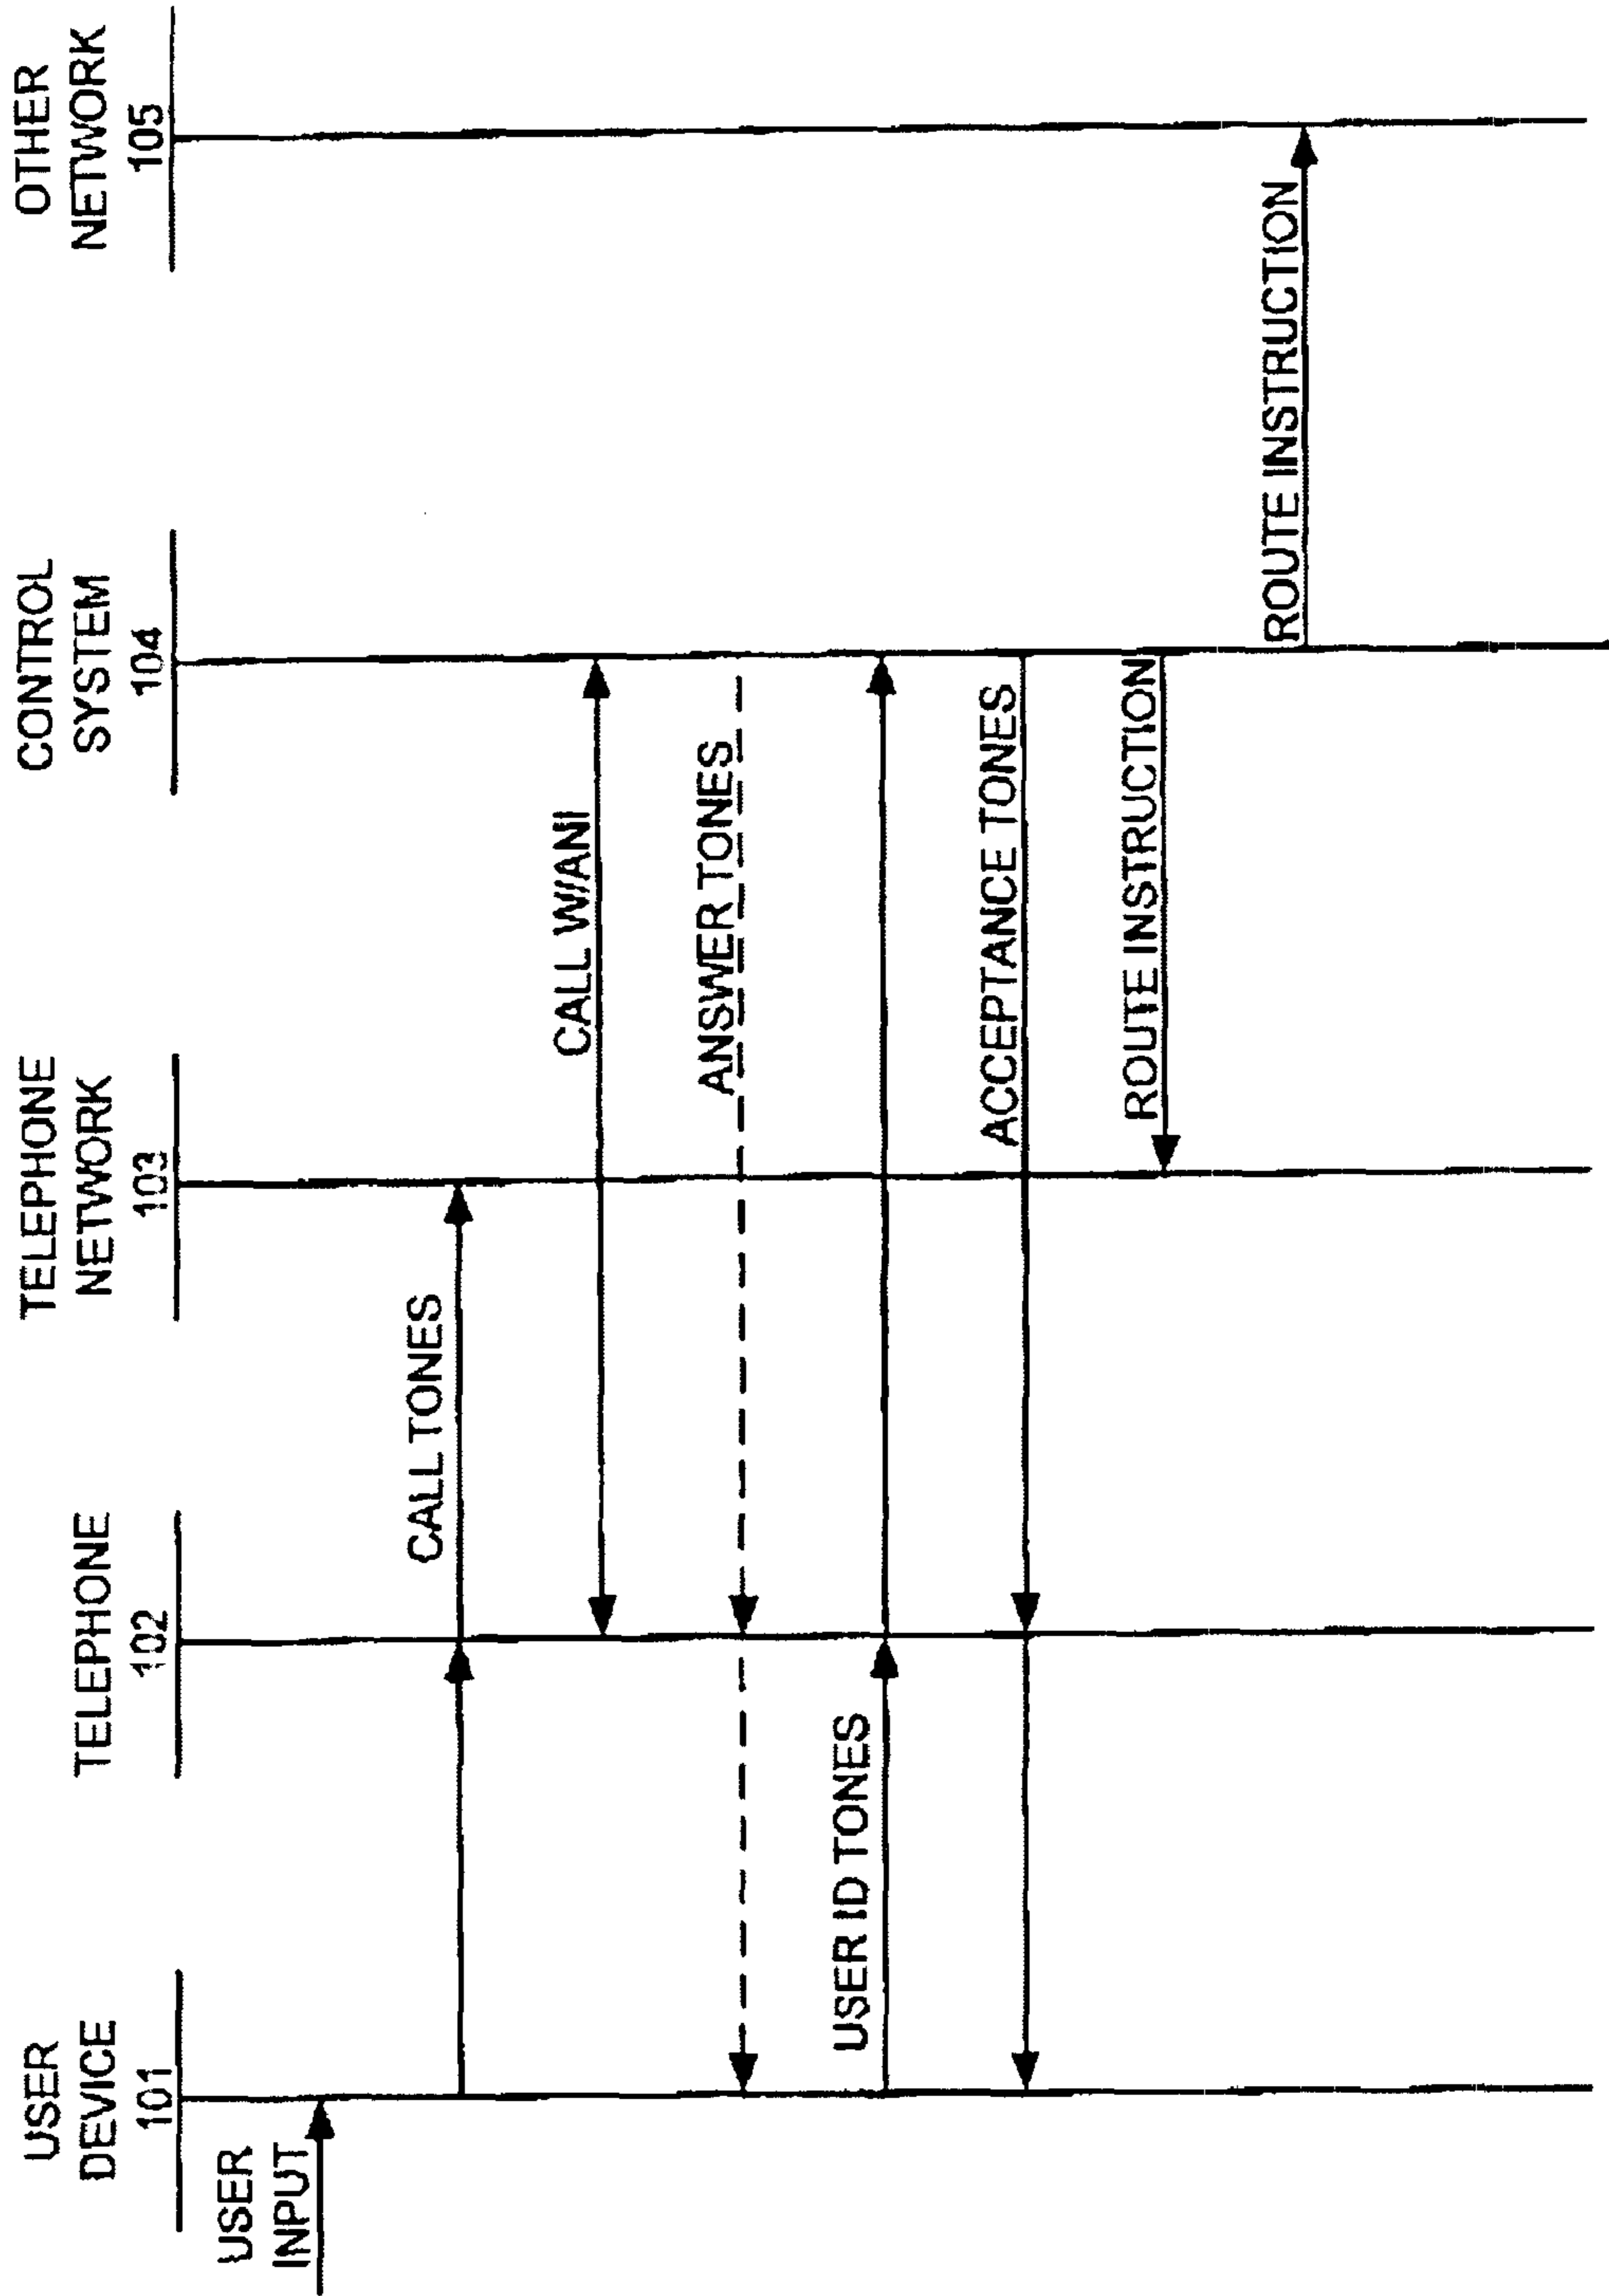 USER
DEVICE
101
TELEPHONE
102
TELEPHONE
NETWORK
103
CONTROL
SYSTEM
104
OTHER
NETWORK
105
USER
INPUT
CALL TONES
CALL W/ANI
ANSWER TONES
USER ID TONES
ACCEPTANCE TONES
ROUTE INSTRUCTION
ROUTE INSTRUCTION